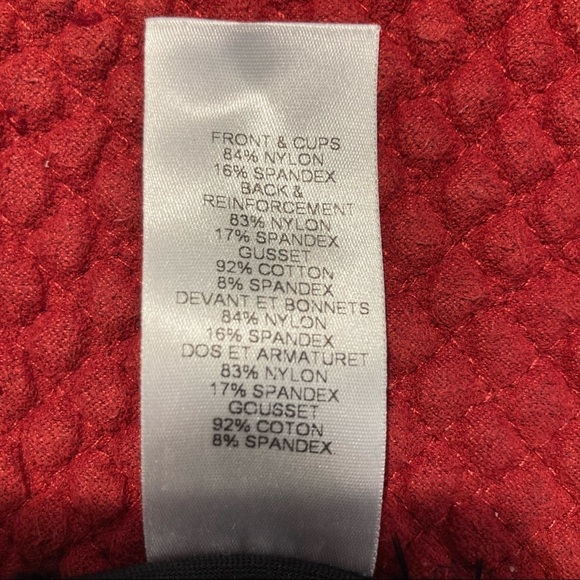 FRONT & CUPS
84% NYLON
16% SPANDEX
BACK &
REINFORCEMENT
83% NYLON
17% SPANDEX
GUSSET
92% COTTON
8% SPANDEX
DEVANT ET BONNETS
84% NYLON
16% SPANDEX
DOS ET ARMATURET
83% NYLON
17% SPANDEX
GOUSSET
92% COTON
8% SPANDEX